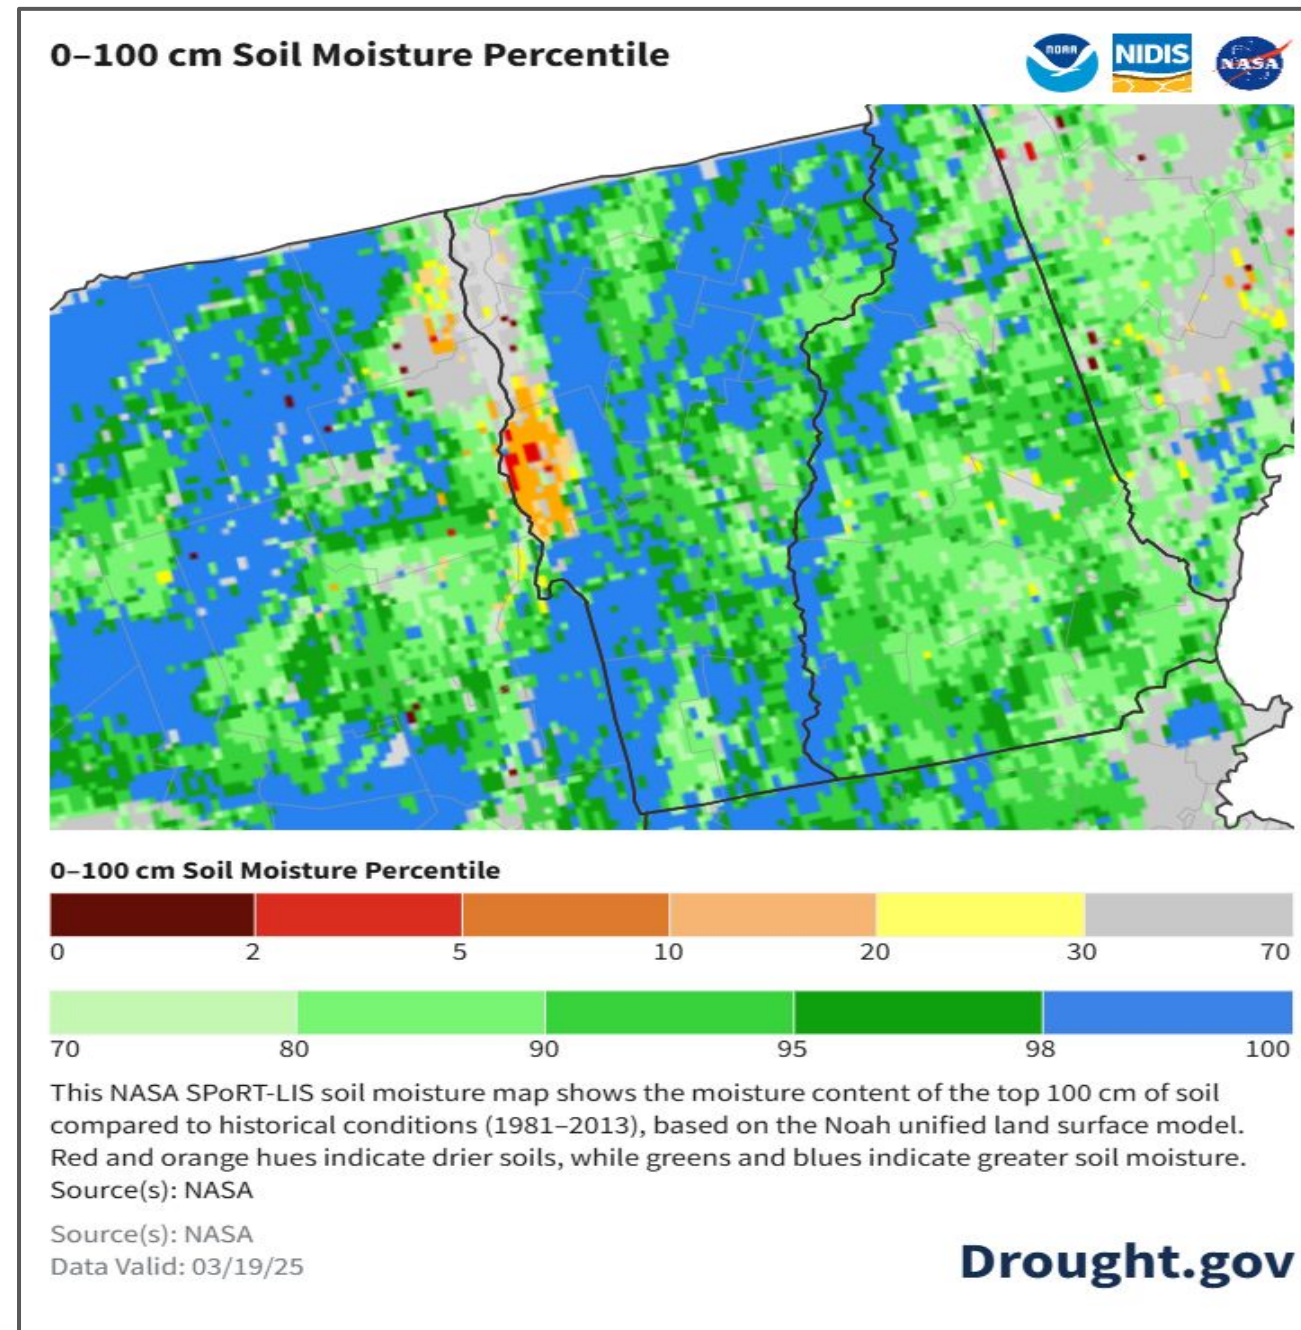 0–100 cm Soil Moisture Percentile
NOAA
NIDIS
NASA
0–100 cm Soil Moisture Percentile
0 2 5 10 20 30 70
70 80 90 95 98 100
This NASA SPoRT-LIS soil moisture map shows the moisture content of the top 100 cm of soil
compared to historical conditions (1981–2013), based on the Noah unified land surface model.
Red and orange hues indicate drier soils, while greens and blues indicate greater soil moisture.
Source(s): NASA
Source(s): NASA
Data Valid: 03/19/25
Drought.gov